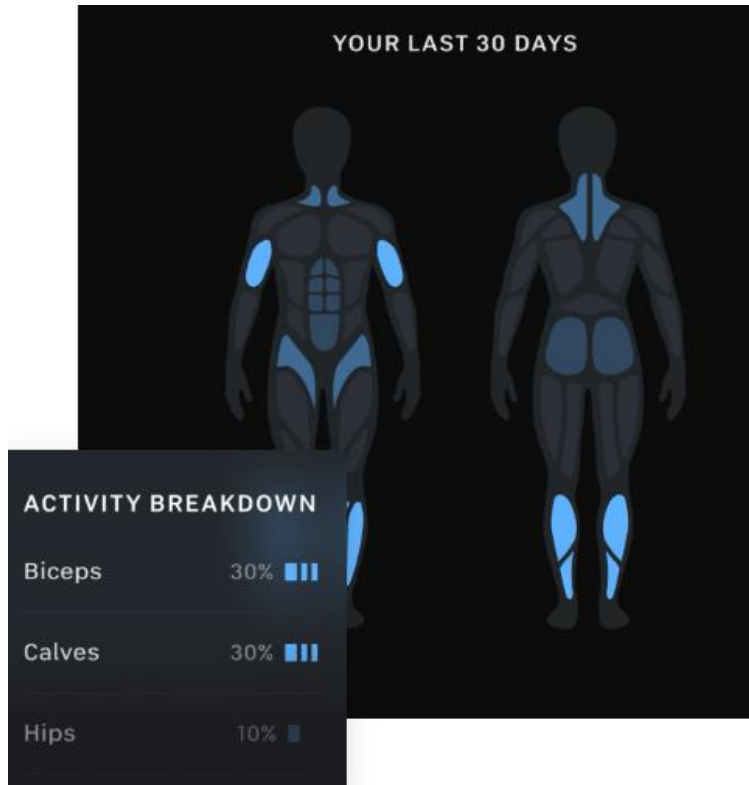 YOUR LAST 30 DAYS
ACTIVITY BREAKDOWN
Biceps 30%
Calves 30%
Hips 10%